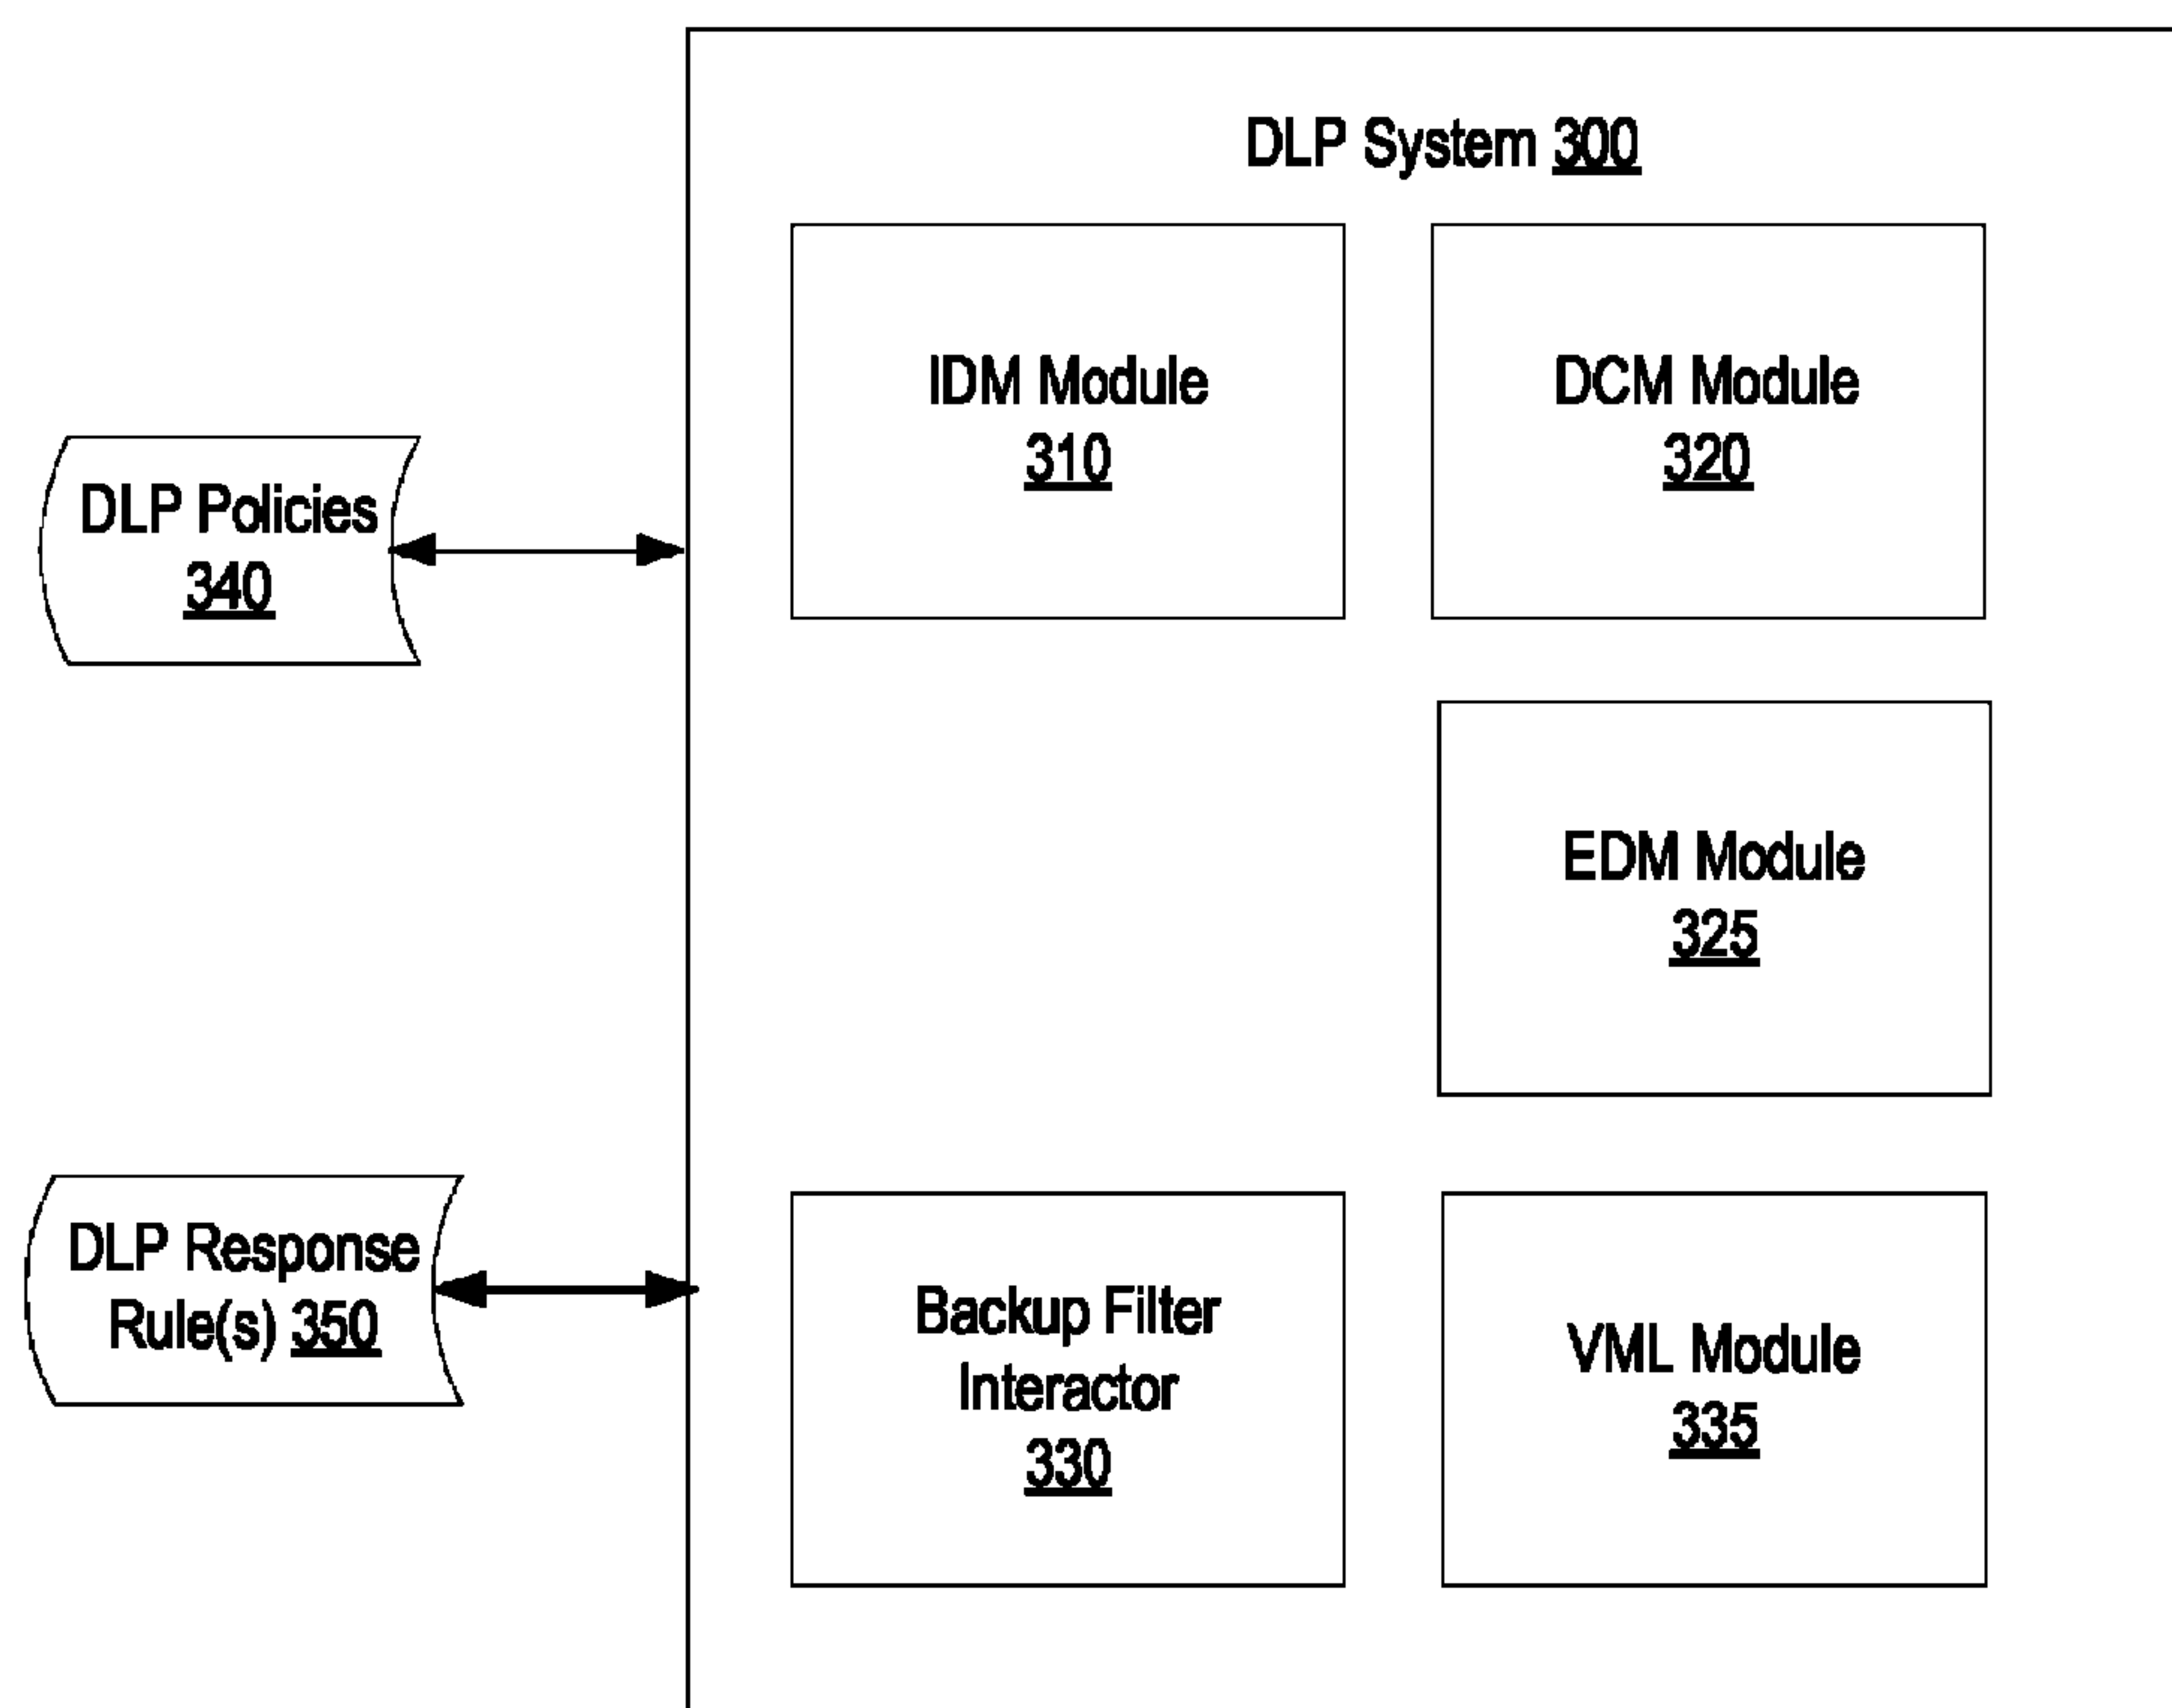 DLP System 300
IDM Module
310
DCM Module
320
DLP Policies
340
EDM Module
325
DLP Response
Rule(s) 350
Backup Filter
Interactor
330
VML Module
335